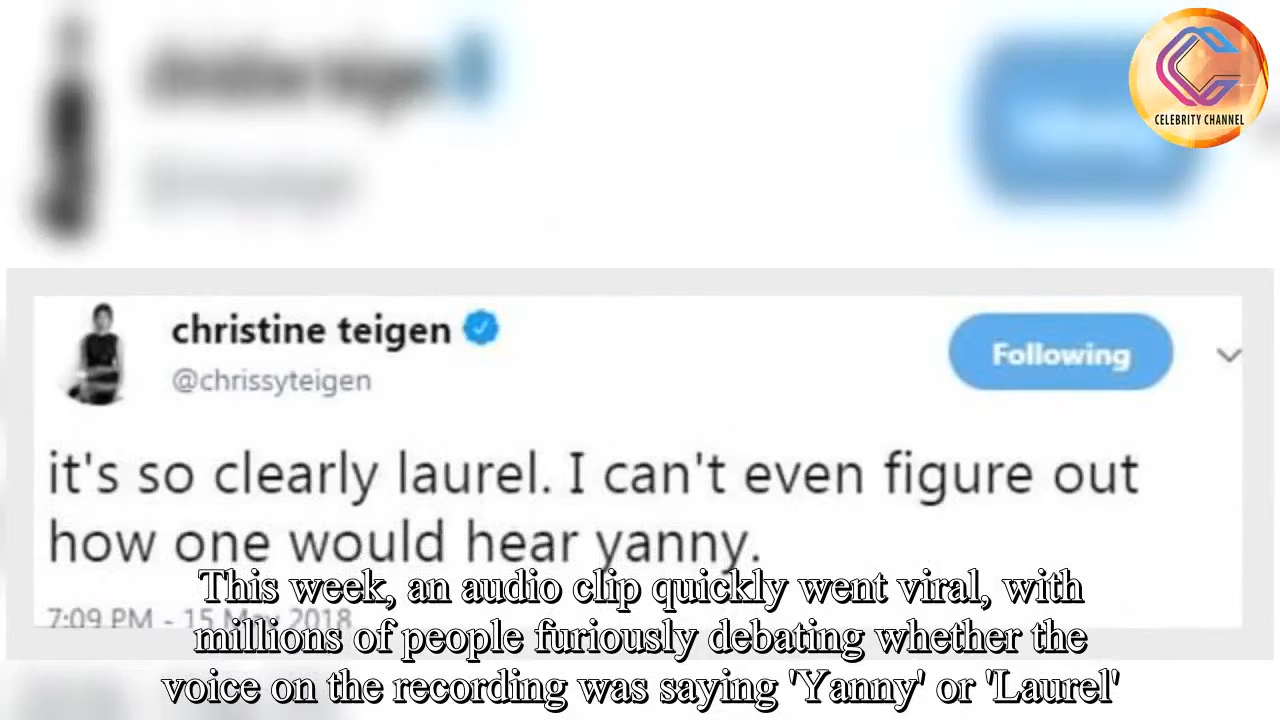 CELEBRITY CHANNEL
christine teigen
@chrissyteigen
Following
it's so clearly laurel. I can't even figure out
how one would hear yanny.
7:09 PM - 15 May 2018
This week, an audio clip quickly went viral, with
millions of people furiously debating whether the
voice on the recording was saying 'Yanny' or 'Laurel'